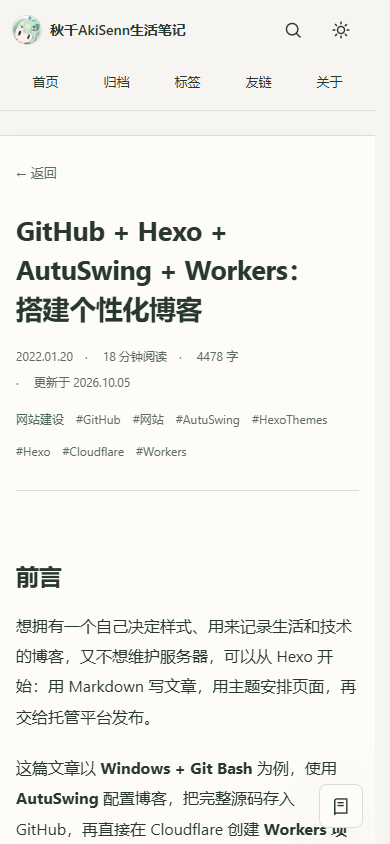 秋千AkiSenn生活笔记
首页 归档 标签 友链 关于
← 返回
GitHub + Hexo +
AutuSwing + Workers：
搭建个性化博客
2022.01.20 · 18 分钟阅读 · 4478 字
· 更新于 2026.10.05
网站建设 #GitHub #网站 #AutuSwing #HexoThemes
#Hexo #Cloudflare #Workers
前言
想拥有一个自己决定样式、用来记录生活和技术
的博客，又不想维护服务器，可以从 Hexo 开
始：用 Markdown 写文章，用主题安排页面，再
交给托管平台发布。
这篇文章以 Windows + Git Bash 为例，使用
AutuSwing 配置博客，把完整源码存入
GitHub，再直接在 Cloudflare 创建 Workers 项